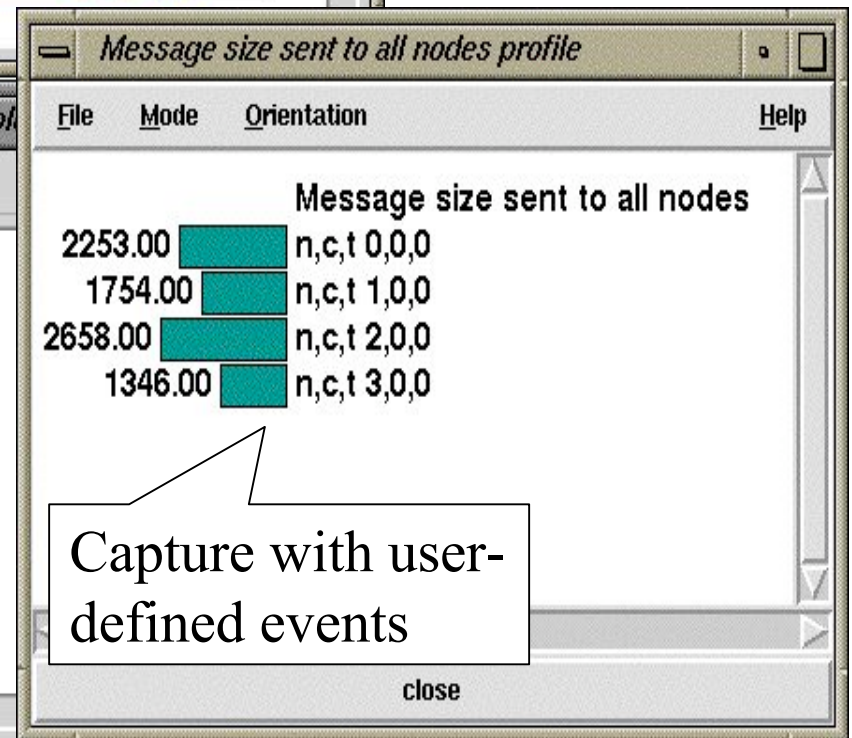 Message size sent to all nodes profile
File Mode Orientation Help
Message size sent to all nodes
2253.00 n,c,t 0,0,0
1754.00 n,c,t 1,0,0
2658.00 n,c,t 2,0,0
1346.00 n,c,t 3,0,0
Capture with user-
defined events
close